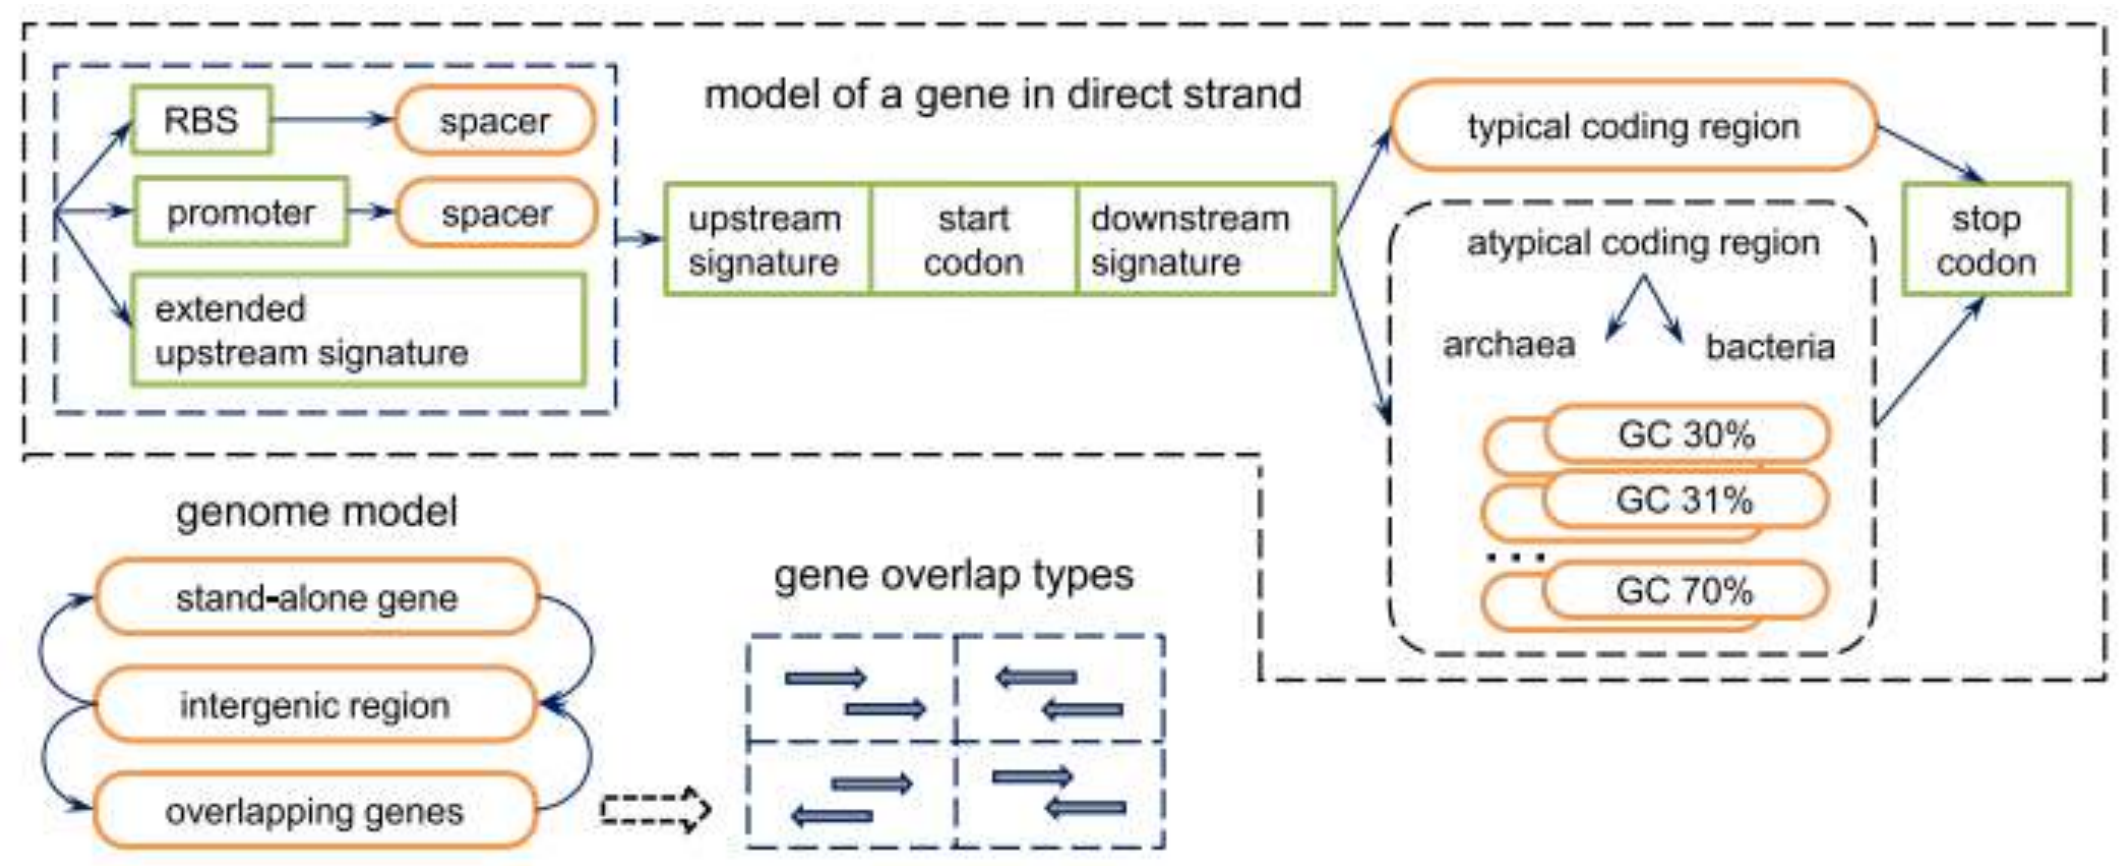 model of a gene in direct strand
RBS
spacer
promoter
spacer
extended
upstream signature
upstream
signature
start
codon
downstream
signature
typical coding region
atypical coding region
archaea
bacteria
GC 30%
GC 31%
...
GC 70%
stop
codon
genome model
stand-alone gene
intergenic region
overlapping genes
gene overlap types